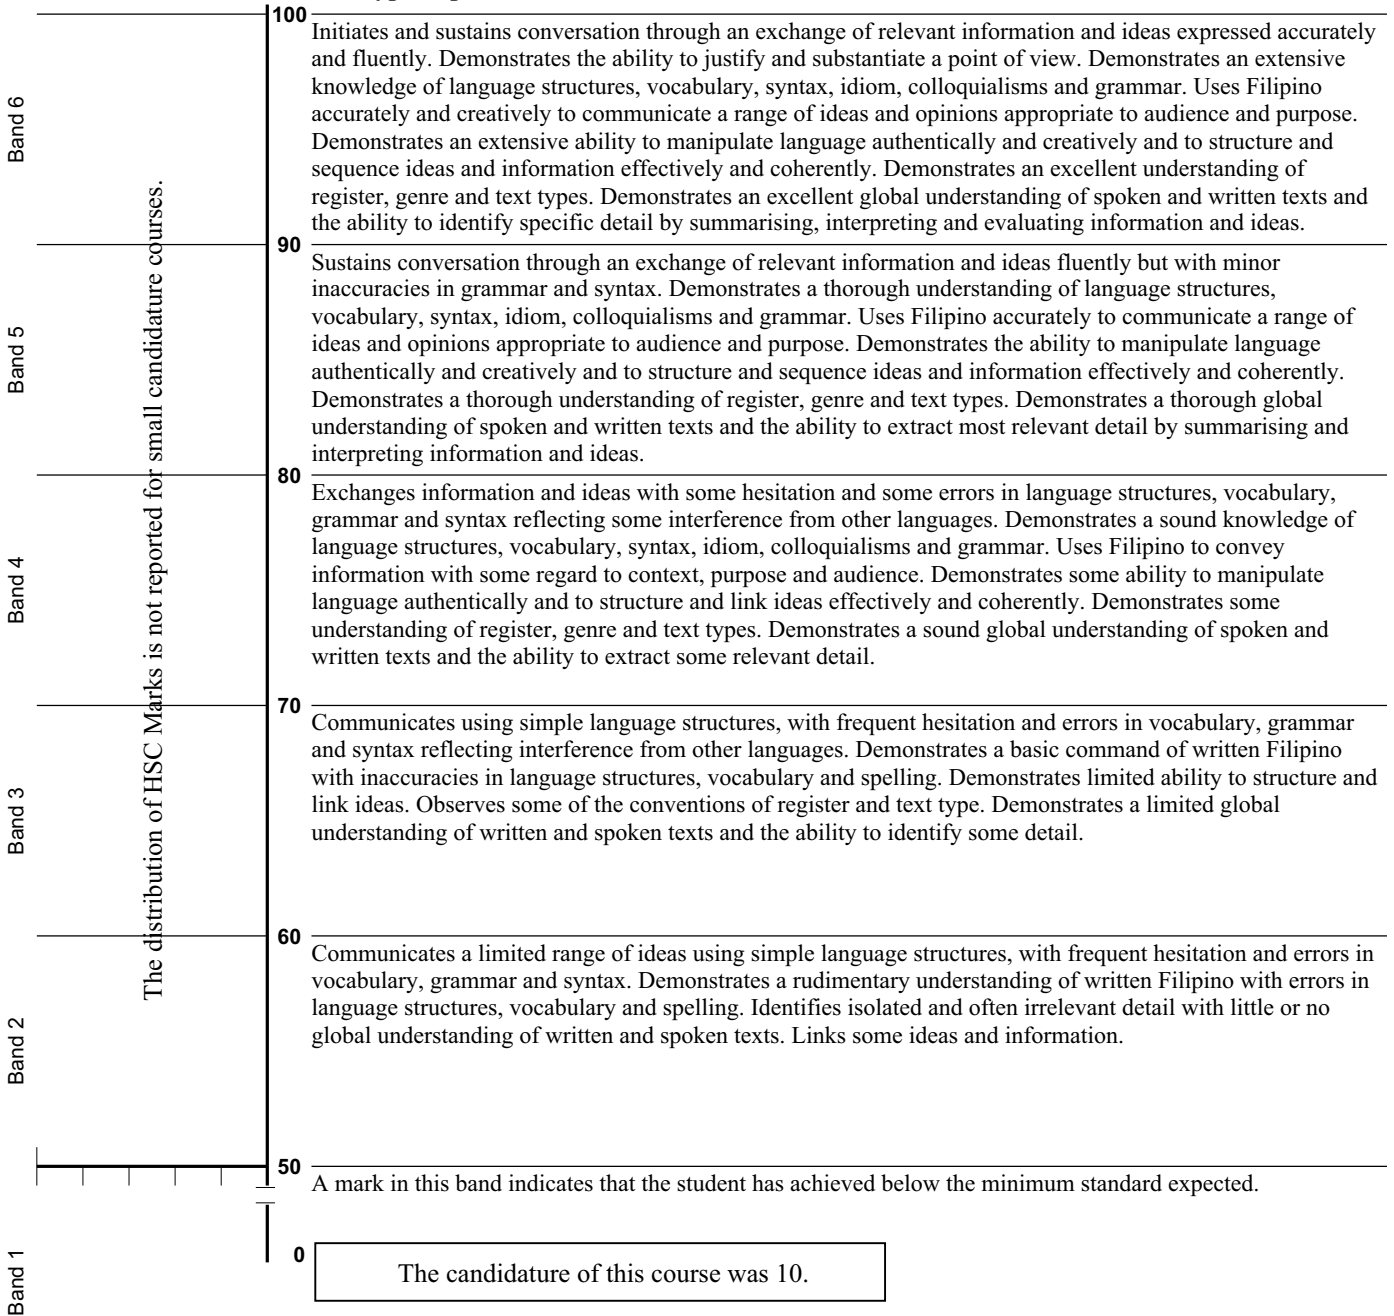 100
Initiates and sustains conversation through an exchange of relevant information and ideas expressed accurately
and fluently. Demonstrates the ability to justify and substantiate a point of view. Demonstrates an extensive
knowledge of language structures, vocabulary, syntax, idiom, colloquialisms and grammar. Uses Filipino
accurately and creatively to communicate a range of ideas and opinions appropriate to audience and purpose.
Demonstrates an extensive ability to manipulate language authentically and creatively and to structure and
sequence ideas and information effectively and coherently. Demonstrates an excellent understanding of
register, genre and text types. Demonstrates an excellent global understanding of spoken and written texts and
the ability to identify specific detail by summarising, interpreting and evaluating information and ideas.
Band 6
90
Sustains conversation through an exchange of relevant information and ideas fluently but with minor
inaccuracies in grammar and syntax. Demonstrates a thorough understanding of language structures,
vocabulary, syntax, idiom, colloquialisms and grammar. Uses Filipino accurately to communicate a range of
ideas and opinions appropriate to audience and purpose. Demonstrates the ability to manipulate language
authentically and creatively and to structure and sequence ideas and information effectively and coherently.
Demonstrates a thorough understanding of register, genre and text types. Demonstrates a thorough global
understanding of spoken and written texts and the ability to extract most relevant detail by summarising and
interpreting information and ideas.
Band 5
80
Exchanges information and ideas with some hesitation and some errors in language structures, vocabulary,
grammar and syntax reflecting some interference from other languages. Demonstrates a sound knowledge of
language structures, vocabulary, syntax, idiom, colloquialisms and grammar. Uses Filipino to convey
information with some regard to context, purpose and audience. Demonstrates some ability to manipulate
language authentically and to structure and link ideas effectively and coherently. Demonstrates some
understanding of register, genre and text types. Demonstrates a sound global understanding of spoken and
written texts and the ability to extract some relevant detail.
Band 4
The distribution of HSC Marks is not reported for small candidature courses.
70
Communicates using simple language structures, with frequent hesitation and errors in vocabulary, grammar
and syntax reflecting interference from other languages. Demonstrates a basic command of written Filipino
with inaccuracies in language structures, vocabulary and spelling. Demonstrates limited ability to structure and
link ideas. Observes some of the conventions of register and text type. Demonstrates a limited global
understanding of written and spoken texts and the ability to identify some detail.
Band 3
60
Communicates a limited range of ideas using simple language structures, with frequent hesitation and errors in
vocabulary, grammar and syntax. Demonstrates a rudimentary understanding of written Filipino with errors in
language structures, vocabulary and spelling. Identifies isolated and often irrelevant detail with little or no
global understanding of written and spoken texts. Links some ideas and information.
Band 2
50
A mark in this band indicates that the student has achieved below the minimum standard expected.
0
Band 1
The candidature of this course was 10.